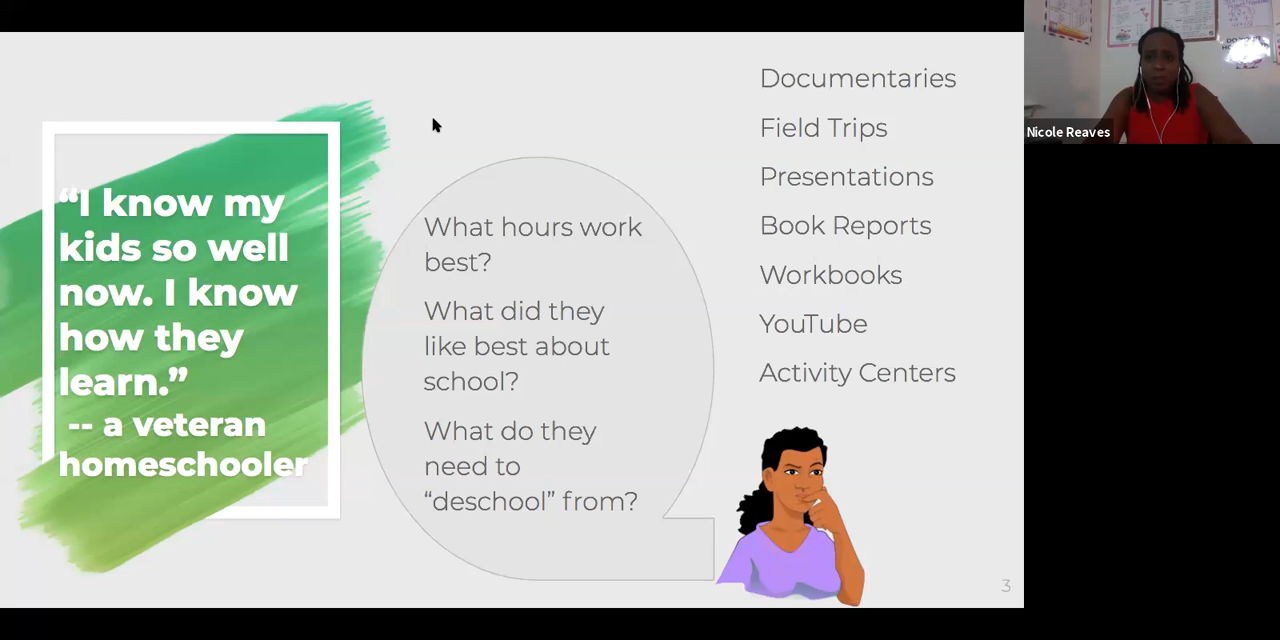 “I know my
kids so well
now. I know
how they
learn.”
-- a veteran
homeschooler
What hours work
best?
What did they
like best about
school?
What do they
need to
“deschool” from?
Documentaries
Field Trips
Presentations
Book Reports
Workbooks
YouTube
Activity Centers
3
Nicole Reaves